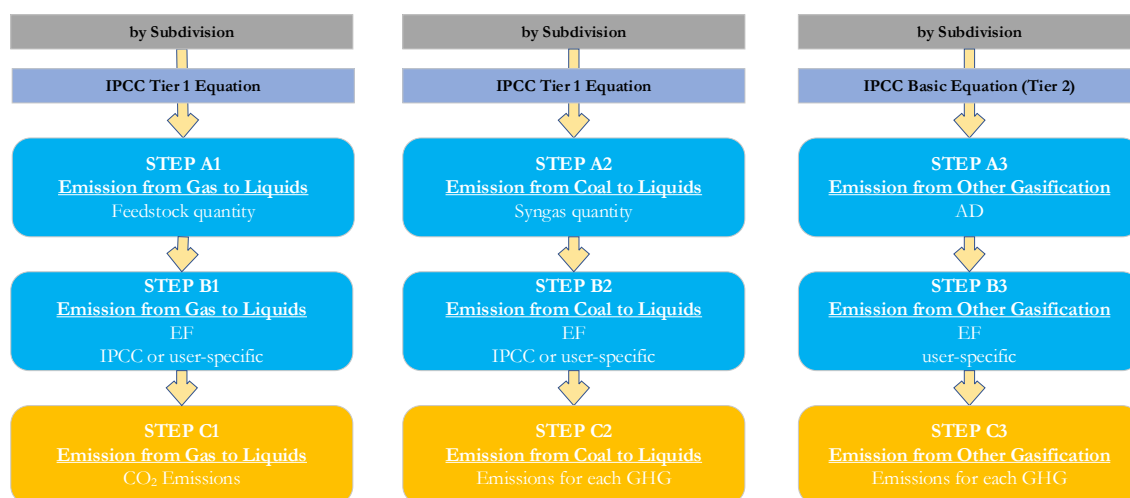 by Subdivision
IPCC Tier 1 Equation
STEP A1
Emission from Gas to Liquids
Feedstock quantity
STEP B1
Emission from Gas to Liquids
EF
IPCC or user-specific
STEP C1
Emission from Gas to Liquids
CO₂ Emissions
by Subdivision
IPCC Tier 1 Equation
STEP A2
Emission from Coal to Liquids
Syngas quantity
STEP B2
Emission from Coal to Liquids
EF
IPCC or user-specific
STEP C2
Emission from Coal to Liquids
Emissions for each GHG
by Subdivision
IPCC Basic Equation (Tier 2)
STEP A3
Emission from Other Gasification
AD
STEP B3
Emission from Other Gasification
EF
user-specific
STEP C3
Emission from Other Gasification
Emissions for each GHG